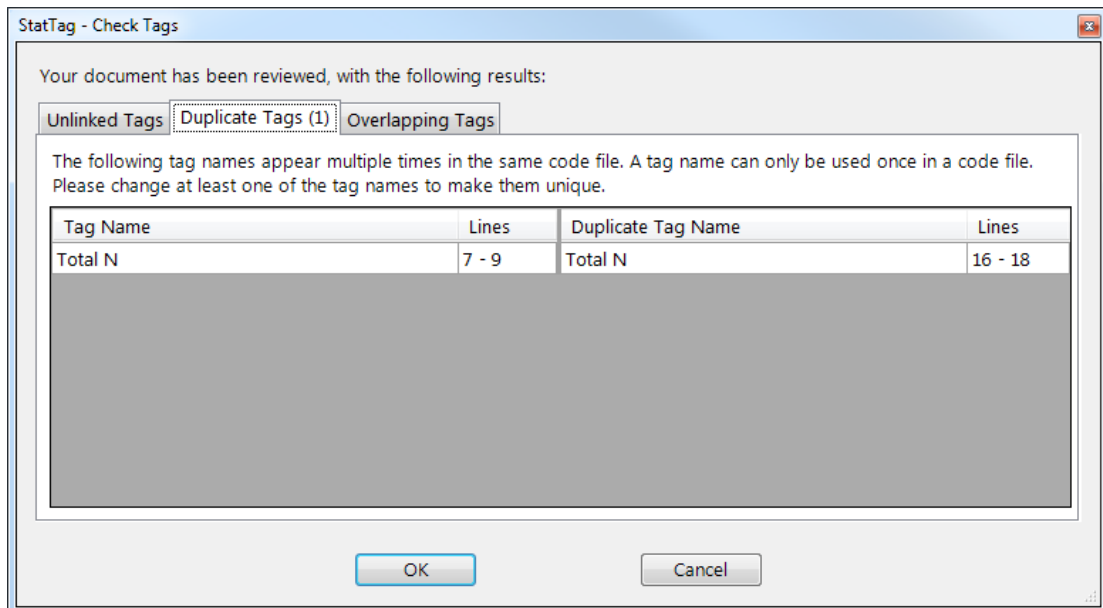 StatTag - Check Tags
Your document has been reviewed, with the following results:
Unlinked Tags Duplicate Tags (1) Overlapping Tags
The following tag names appear multiple times in the same code file. A tag name can only be used once in a code file.
Please change at least one of the tag names to make them unique.
Tag Name Lines Duplicate Tag Name Lines
Total N 7 - 9 Total N 16 - 18
OK Cancel